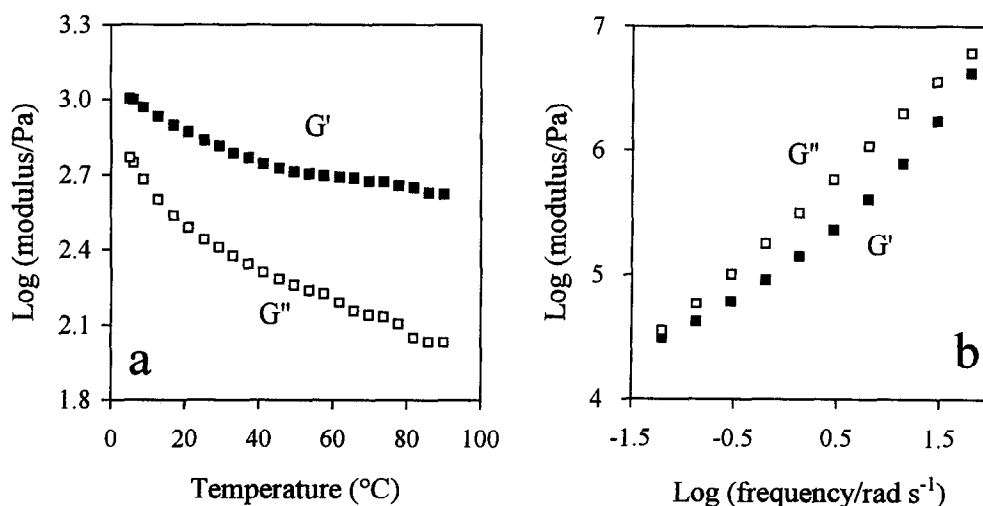 Log (modulus/Pa)
3.3
3.0
2.7
2.4
2.1
1.8
G'
G"
a
0 20 40 60 80 100
Temperature (°C)
Log (modulus/Pa)
7
6
5
4
G"
G'
b
-1.5 -0.5 0.5 1.5
Log (frequency/rad s⁻¹)